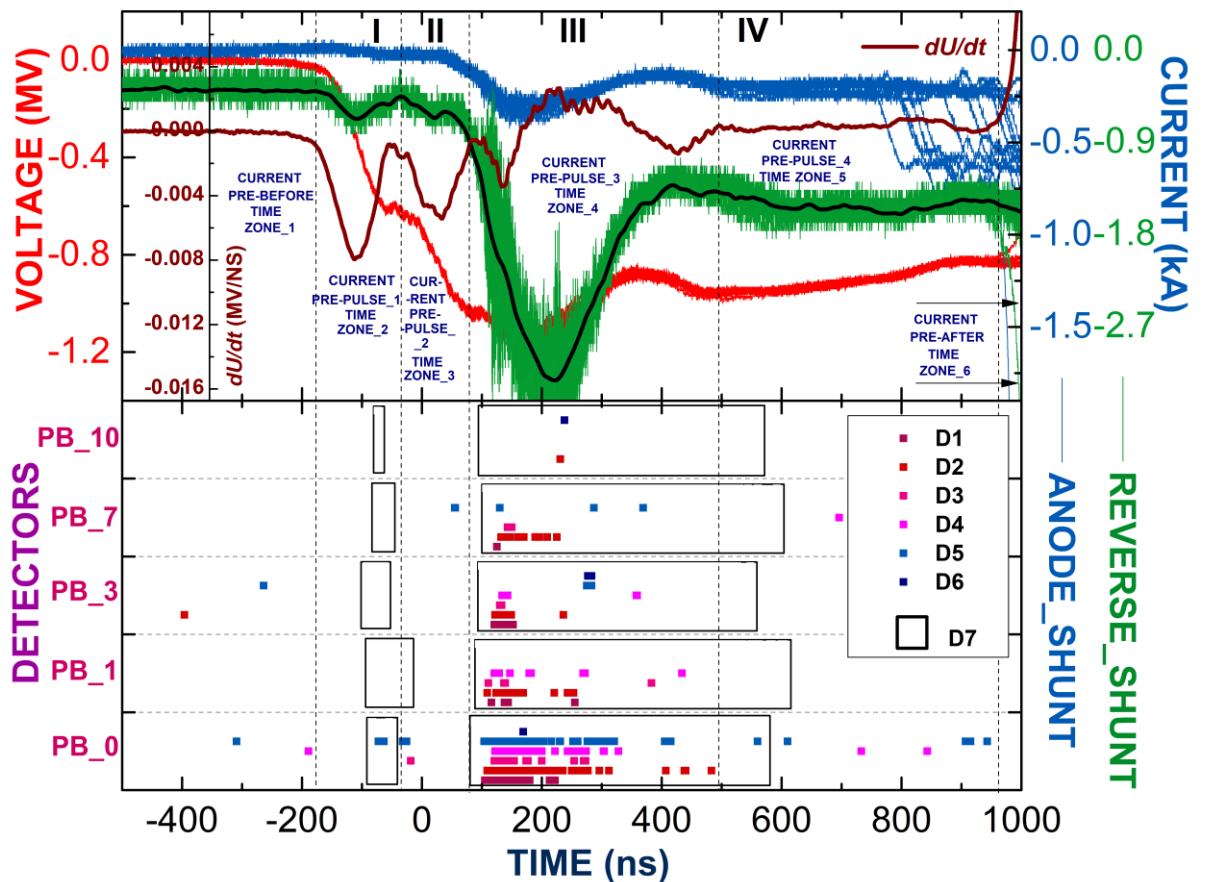 I
II
III
IV
dU/dt
VOLTAGE (MV)
0.0
-0.4
-0.8
-1.2
0.004
0.000
-0.004
-0.008
-0.012
-0.016
dU/dt (MV/NS)
CURRENT
PRE-BEFORE
TIME
ZONE_1
CURRENT
PRE-PULSE_1
TIME
ZONE_2
CUR-
-RENT
PRE-
-PULSE_
_2
TIME
ZONE_3
CURRENT
PRE-PULSE_3
TIME
ZONE_4
CURRENT
PRE-PULSE_4
TIME ZONE_5
CURRENT
PRE-AFTER
TIME
ZONE_6
0.0
-0.5
-1.0
-1.5
0.0
-0.9
-1.8
-2.7
CURRENT (kA)
ANODE_SHUNT
REVERSE_SHUNT
DETECTORS
PB_10
PB_7
PB_3
PB_1
PB_0
D1
D2
D3
D4
D5
D6
D7
-400
-200
0
200
400
600
800
1000
TIME (ns)